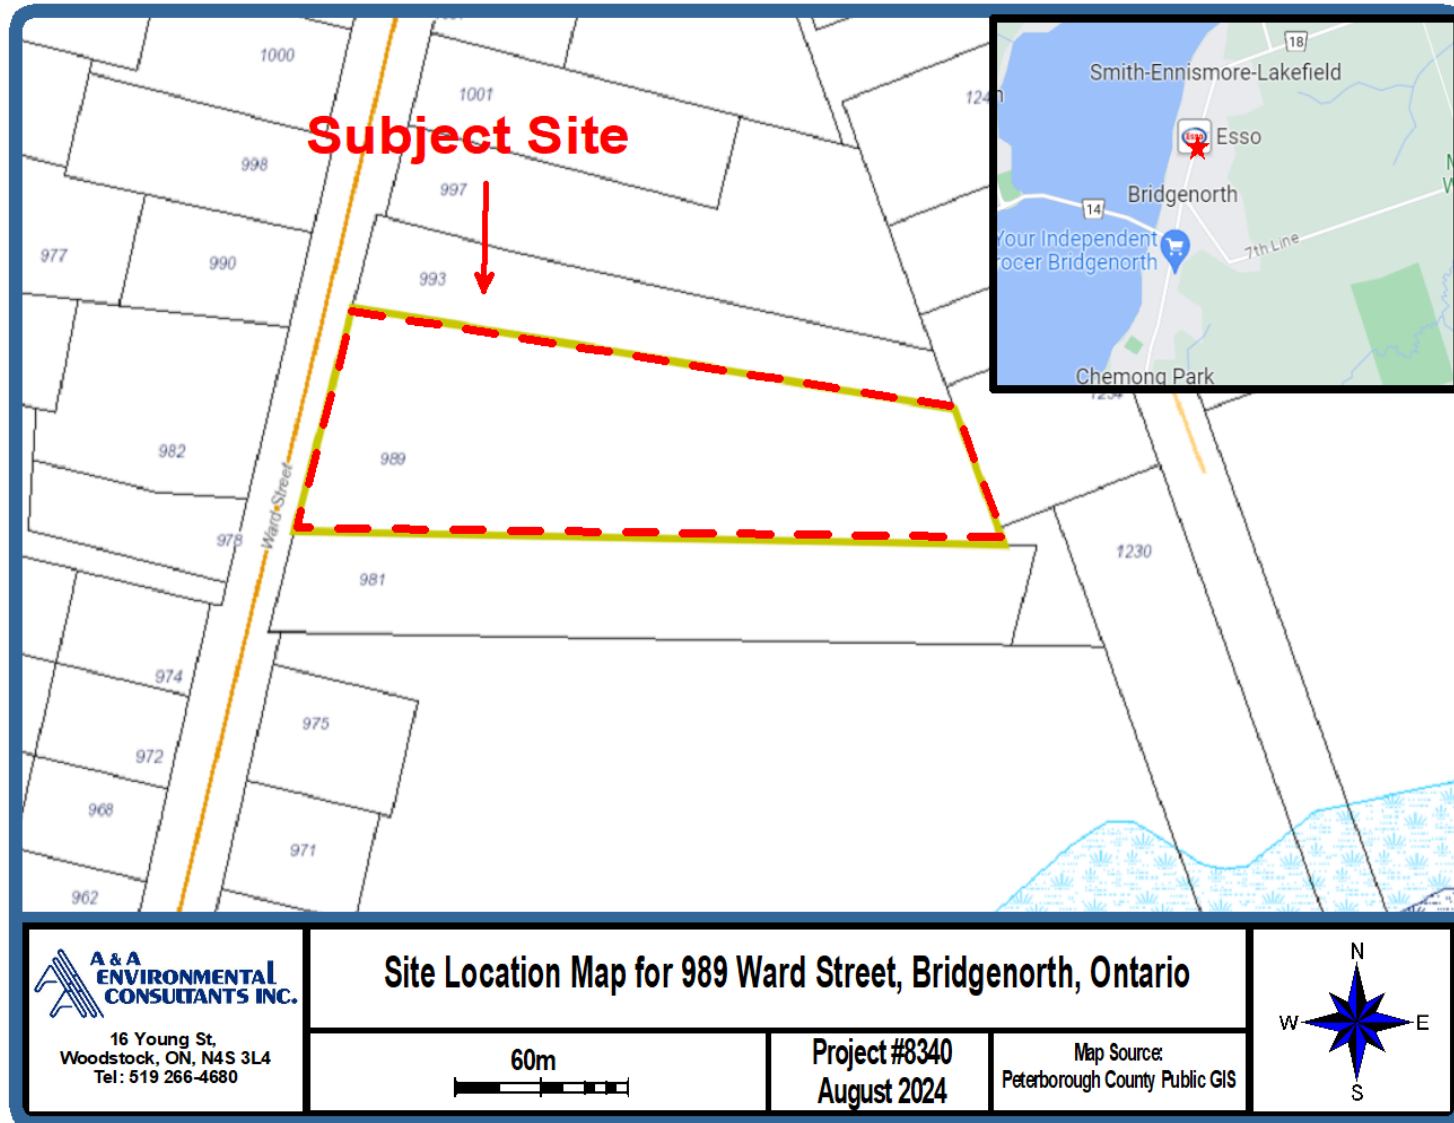 1000
1001
124
998
Subject Site
997
977
990
993
982
989
978
Ward Street
981
1230
1234
974
975
972
968
971
962
18
Smith-Ennismore-Lakefield
Esso
Esso
Bridgenorth
14
Your Independent
rocer Bridgenorth
7th Line
Chemong Park
A & A
ENVIRONMENTAL
CONSULTANTS INC.
16 Young St,
Woodstock, ON, N4S 3L4
Tel: 519 266-4680
Site Location Map for 989 Ward Street, Bridgenorth, Ontario
60m
Project #8340
August 2024
Map Source:
Peterborough County Public GIS
N
W
E
S